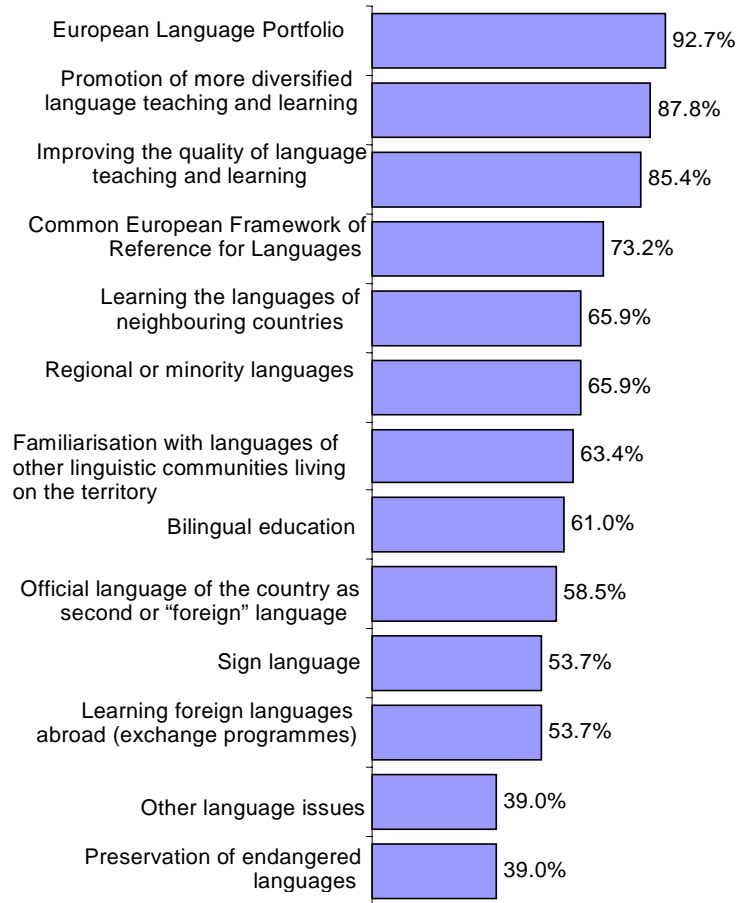 European Language Portfolio
92.7%
Promotion of more diversified
language teaching and learning
87.8%
Improving the quality of language
teaching and learning
85.4%
Common European Framework of
Reference for Languages
73.2%
Learning the languages of
neighbouring countries
65.9%
Regional or minority languages
65.9%
Familiarisation with languages of
other linguistic communities living
on the territory
63.4%
Bilingual education
61.0%
Official language of the country as
second or “foreign” language
58.5%
Sign language
53.7%
Learning foreign languages
abroad (exchange programmes)
53.7%
Other language issues
39.0%
Preservation of endangered
languages
39.0%